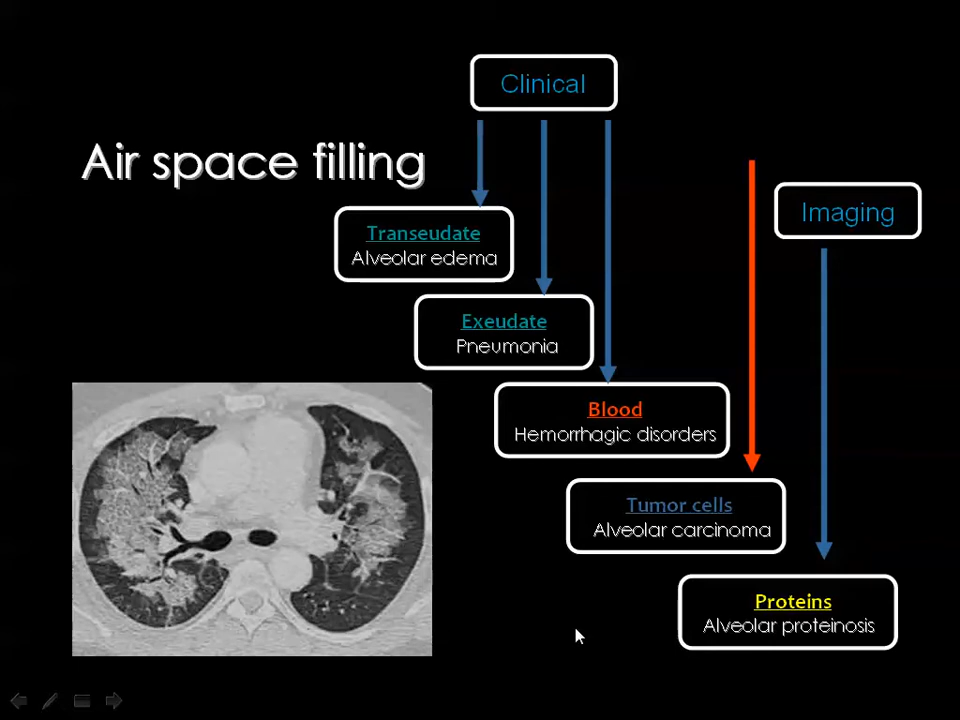 Clinical
Air space filling
Imaging
Transeudate
Alveolar edema
Exeudate
Pneumonia
Blood
Hemorrhagic disorders
Tumor cells
Alveolar carcinoma
Proteins
Alveolar proteinosis